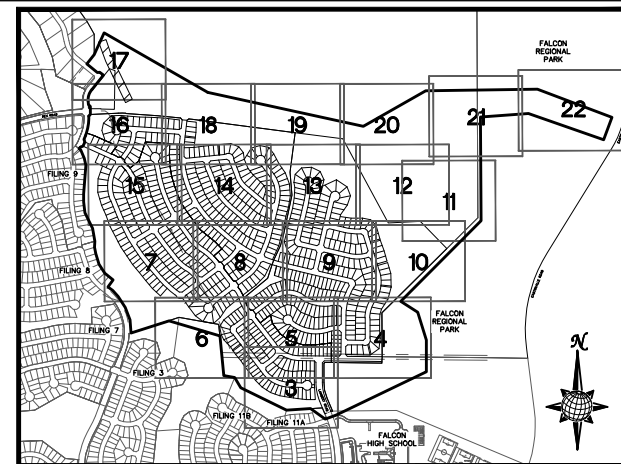 FALCON
REGIONAL
PARK
17
22
21
16
18
19
20
FILING 9
15
14
13
12
11
7
8
9
10
FILING 8
FALCON
REGIONAL
PARK
FILING 7
6
5
4
N
FILING 3
3
FILING 11B
FILING 11A
FALCON
HIGH SCHOOL